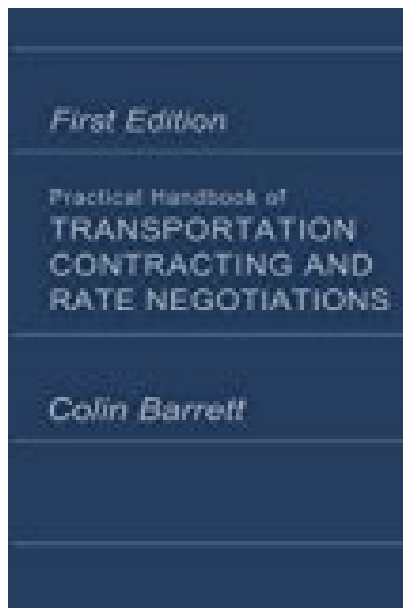 First Edition
Practical Handbook of
TRANSPORTATION
CONTRACTING AND
RATE NEGOTIATIONS
Colin Barrett